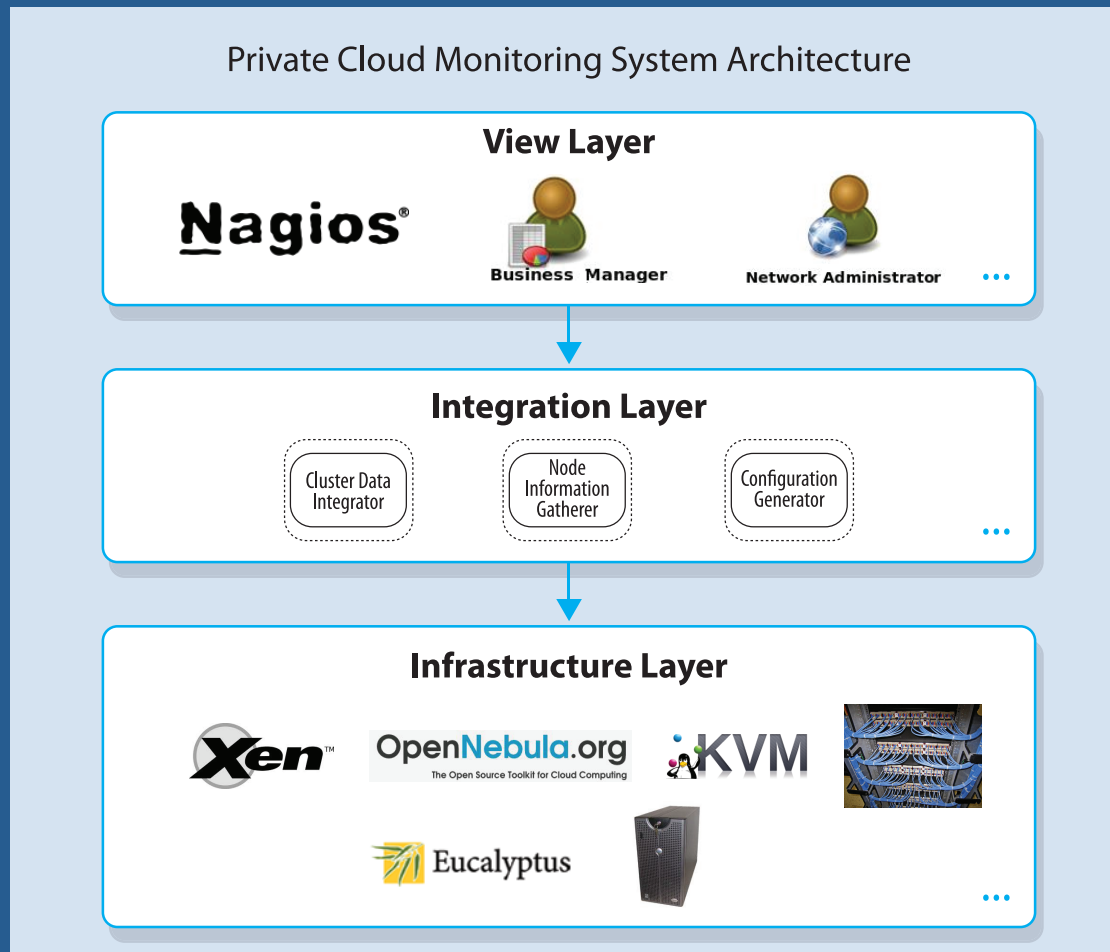 Private Cloud Monitoring System Architecture
View Layer
Nagios®
Business Manager
Network Administrator
...
Integration Layer
Cluster Data
Integrator
Node
Information
Gatherer
Configuration
Generator
...
Infrastructure Layer
Xen™
OpenNebula.org
The Open Source Toolkit for Cloud Computing
KVM
Eucalyptus
...